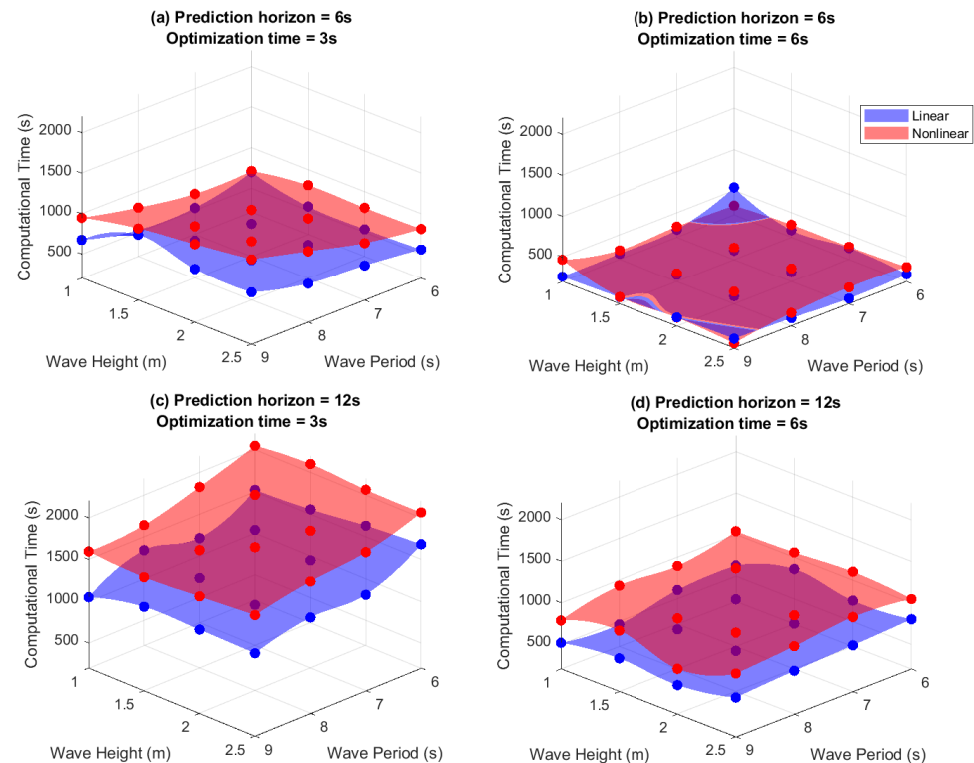 (a) Prediction horizon = 6s
Optimization time = 3s
2000
1500
1000
500
Computational Time (s)
1
1.5
2
2.5
Wave Height (m)
9
8
7
6
Wave Period (s)
(b) Prediction horizon = 6s
Optimization time = 6s
Linear
Nonlinear
2000
1500
1000
500
Computational Time (s)
1
1.5
2
2.5
Wave Height (m)
9
8
7
6
Wave Period (s)
(c) Prediction horizon = 12s
Optimization time = 3s
2000
1500
1000
500
Computational Time (s)
1
1.5
2
2.5
Wave Height (m)
9
8
7
6
Wave Period (s)
(d) Prediction horizon = 12s
Optimization time = 6s
2000
1500
1000
500
Computational Time (s)
1
1.5
2
2.5
Wave Height (m)
9
8
7
6
Wave Period (s)